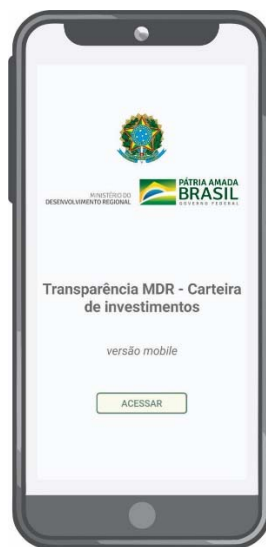 MINISTÉRIO DO
DESENVOLVIMENTO REGIONAL
PÁTRIA AMADA
BRASIL
GOVERNO FEDERAL
Transparência MDR - Carteira
de investimentos
versão mobile
ACESSAR